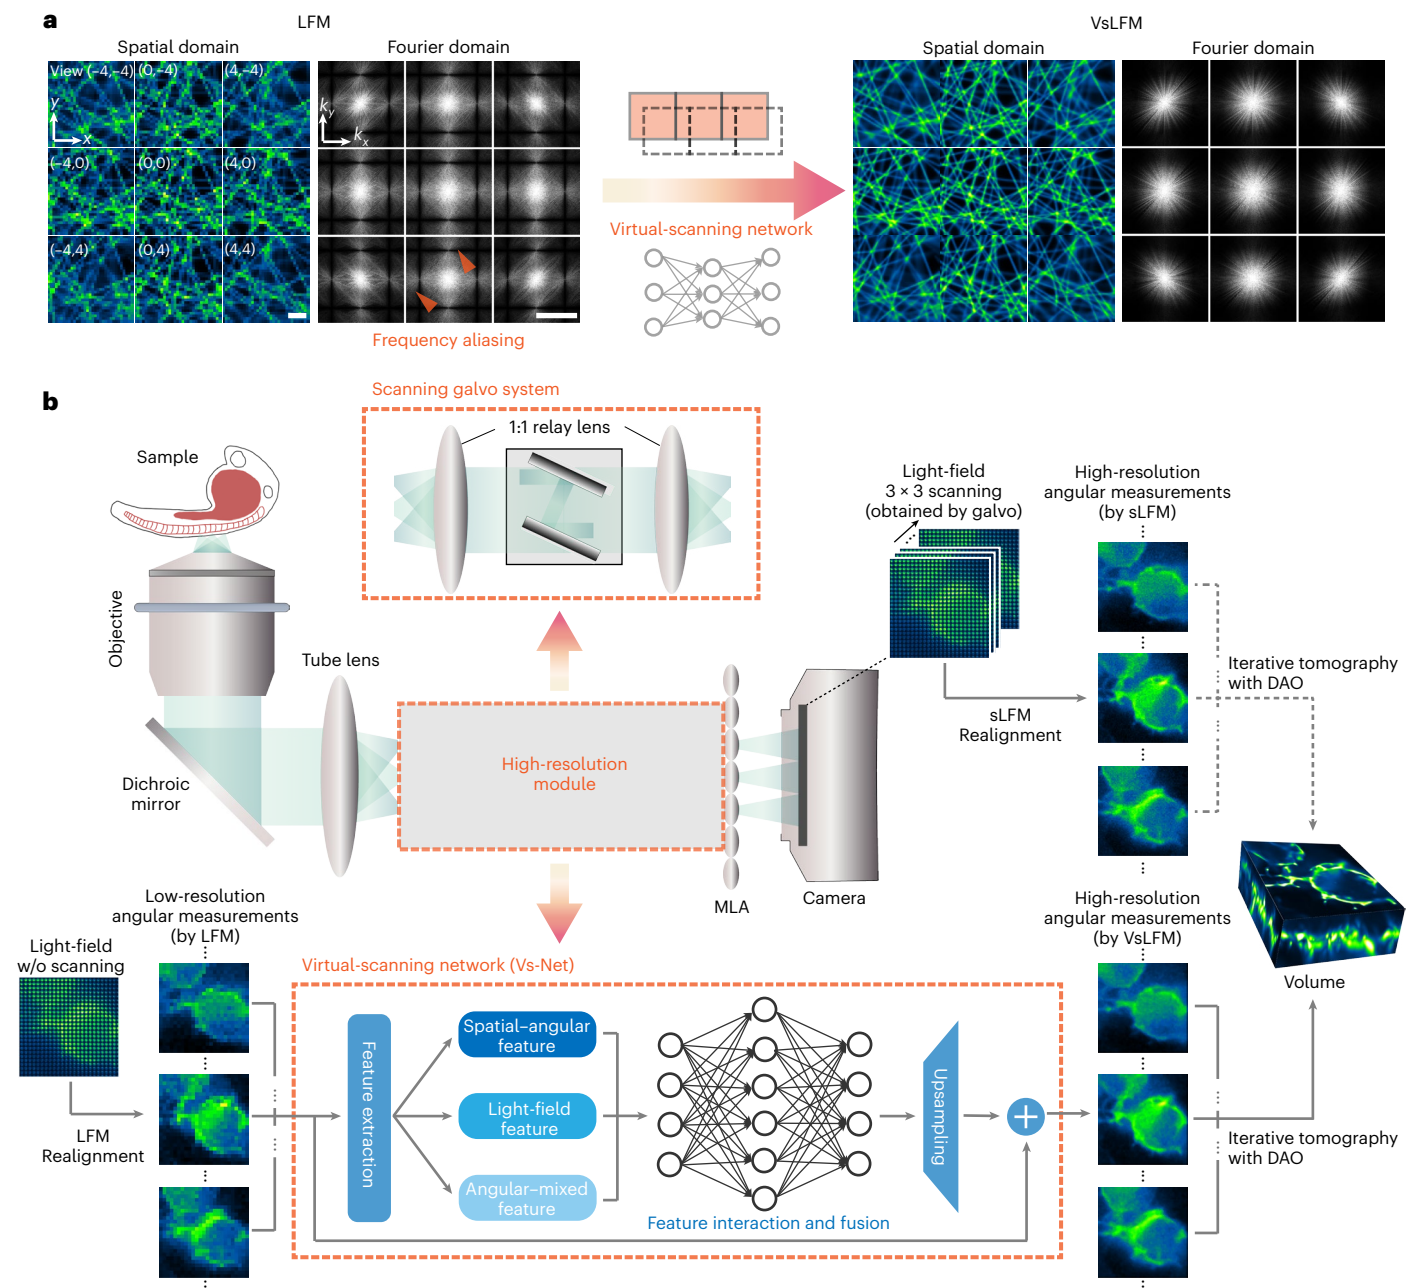 a
LFM
VsLFM
Spatial domain
Fourier domain
Spatial domain
Fourier domain
View (−4,−4)
(0,−4)
(4,−4)
y
x
k_y
k_x
(−4,0)
(0,0)
(4,0)
(−4,4)
(0,4)
(4,4)
Virtual-scanning network
Frequency aliasing
b
Scanning galvo system
1:1 relay lens
Sample
Objective
Tube lens
Dichroic
mirror
High-resolution
module
MLA
Camera
Light-field
3 × 3 scanning
(obtained by galvo)
sLFM
Realignment
High-resolution
angular measurements
(by sLFM)
Iterative tomography
with DAO
Low-resolution
angular measurements
(by LFM)
Light-field
w/o scanning
LFM
Realignment
Virtual-scanning network (Vs-Net)
Feature extraction
Spatial–angular
feature
Light-field
feature
Angular–mixed
feature
Feature interaction and fusion
Upsampling
+
High-resolution
angular measurements
(by VsLFM)
Volume
Iterative tomography
with DAO